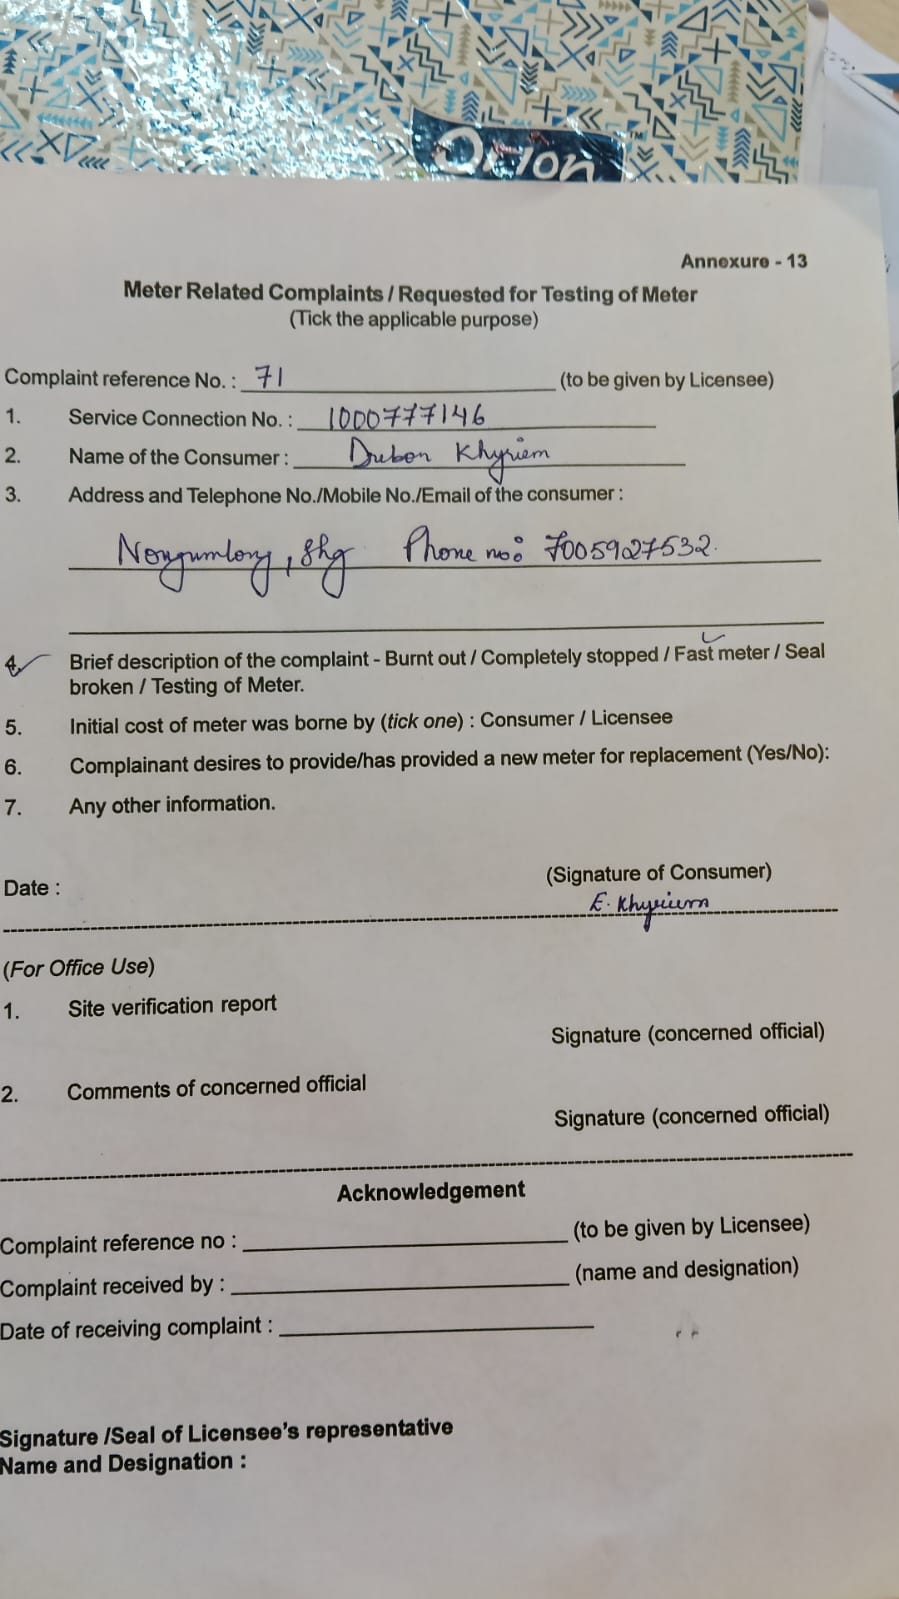 Orion
Annexure - 13
Meter Related Complaints / Requested for Testing of Meter
(Tick the applicable purpose)
Complaint reference No. : 71 (to be given by Licensee)
1. Service Connection No. : 1000777146
2. Name of the Consumer : Dubon Khyriem
3. Address and Telephone No./Mobile No./Email of the consumer :
Nongumlong, Shg Phone no: 7005927532.
4. Brief description of the complaint - Burnt out / Completely stopped / Fast meter / Seal
broken / Testing of Meter.
5. Initial cost of meter was borne by (tick one) : Consumer / Licensee
6. Complainant desires to provide/has provided a new meter for replacement (Yes/No):
7. Any other information.
(Signature of Consumer)
Date :
E. Khyriem
(For Office Use)
1. Site verification report
Signature (concerned official)
2. Comments of concerned official
Signature (concerned official)
Acknowledgement
Complaint reference no : (to be given by Licensee)
Complaint received by : (name and designation)
Date of receiving complaint :
Signature /Seal of Licensee's representative
Name and Designation :